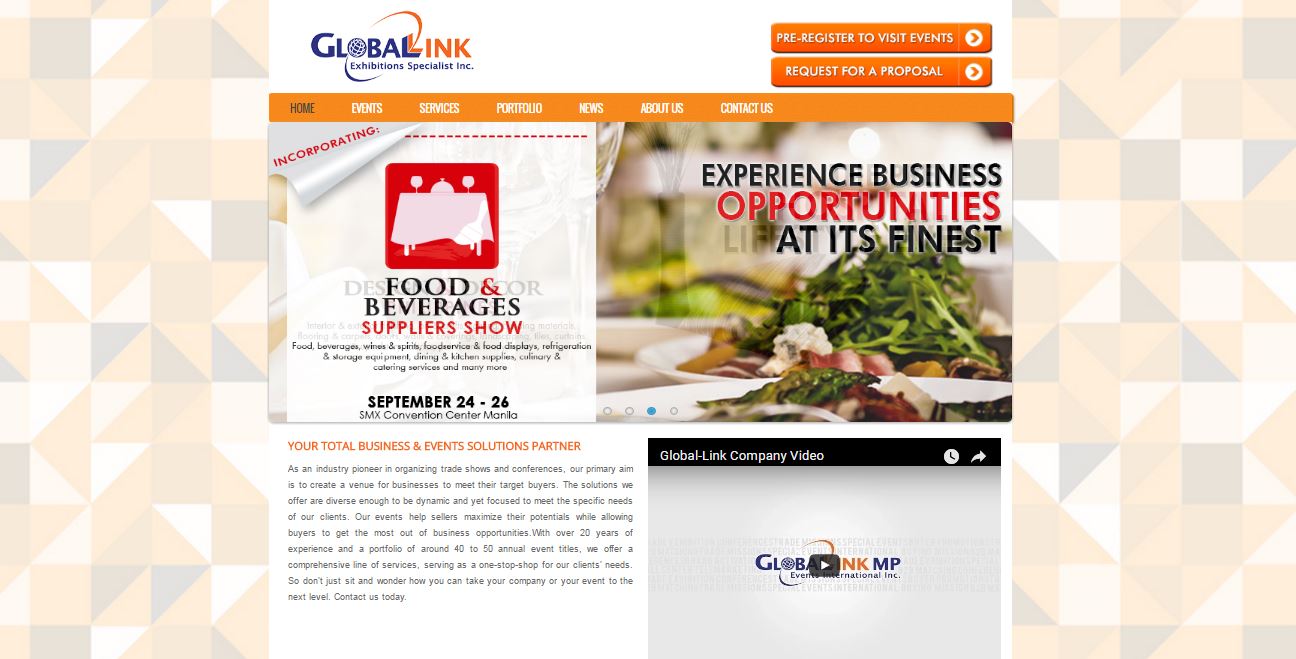 GLOBALLINK
Exhibitions Specialist Inc.
PRE-REGISTER TO VISIT EVENTS
REQUEST FOR A PROPOSAL
HOME EVENTS SERVICES PORTFOLIO NEWS ABOUT US CONTACT US
INCORPORATING:
FOOD &
BEVERAGES
SUPPLIERS SHOW
Food, beverages, wines & spirits, foodservice & food displays, refrigeration
& storage equipment, dining & kitchen supplies, culinary &
catering services and many more
SEPTEMBER 24 - 26
SMX Convention Center Manila
EXPERIENCE BUSINESS
OPPORTUNITIES
AT ITS FINEST
YOUR TOTAL BUSINESS & EVENTS SOLUTIONS PARTNER
As an industry pioneer in organizing trade shows and conferences, our primary aim
is to create a venue for businesses to meet their target buyers. The solutions we
offer are diverse enough to be dynamic and yet focused to meet the specific needs
of our clients. Our events help sellers maximize their potentials while allowing
buyers to get the most out of business opportunities.With over 20 years of
experience and a portfolio of around 40 to 50 annual event titles, we offer a
comprehensive line of services, serving as a one-stop-shop for our clients' needs.
So don't just sit and wonder how you can take your company or your event to the
next level. Contact us today.
Global-Link Company Video
GLOBALLINK MP
Events International Inc.